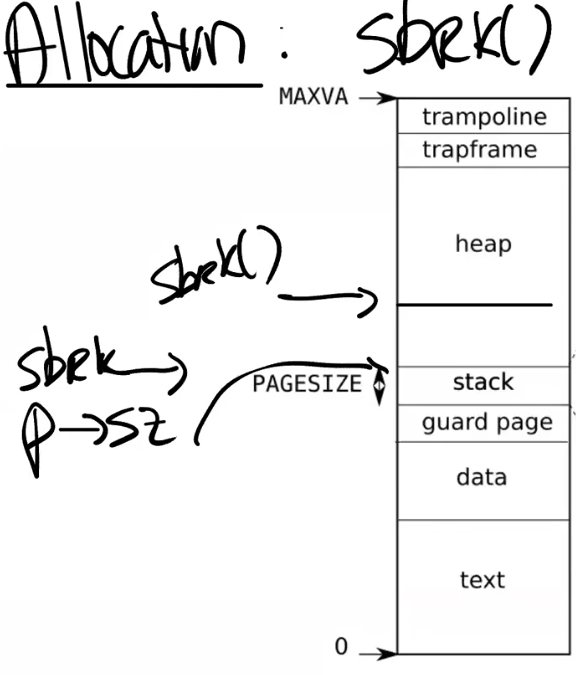 Allocation: sbrk()
MAXVA
trampoline
trapframe
heap
sbrk()
sbrk
p->sz
PAGESIZE
stack
guard page
data
text
0